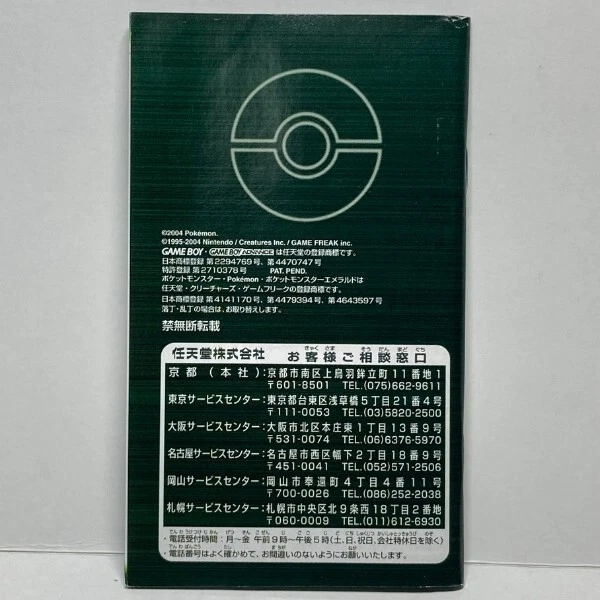 ©2004 Pokémon.
©1995-2004 Nintendo / Creatures Inc. / GAME FREAK inc.
GAME BOY・GAME BOY ADVANCEは任天堂の登録商標です。
日本商標登録 第2294769号、第4470747号
特許登録 第2710378号　PAT. PEND.
ポケットモンスター・Pokémon・ポケットモンスターエメラルドは
任天堂・クリーチャーズ・ゲームフリークの登録商標です。
日本商標登録 第4141170号、第4479394号、第4643597号
落丁・乱丁の場合は、お取り替えします。
禁無断転載
任天堂株式会社　お客様ご相談窓口
京都(本社):京都市南区上鳥羽鉾立町11番地1
〒601-8501　TEL.(075)662-9611
東京サービスセンター:東京都台東区浅草橋5丁目21番4号
〒111-0053　TEL.(03)5820-2500
大阪サービスセンター:大阪市北区本庄東1丁目13番9号
〒531-0074　TEL.(06)6376-5970
名古屋サービスセンター:名古屋市西区幅下2丁目18番9号
〒451-0041　TEL.(052)571-2506
岡山サービスセンター:岡山市奉還町4丁目4番11号
〒700-0026　TEL.(086)252-2038
札幌サービスセンター:札幌市中央区北9条西18丁目2番地
〒060-0009　TEL.(011)612-6930
・電話受付時間:月〜金 午前9時〜午後5時(土、日、祝日、会社特休日を除く)
・電話番号はよく確かめて、お間違いのないようにお願いいたします。